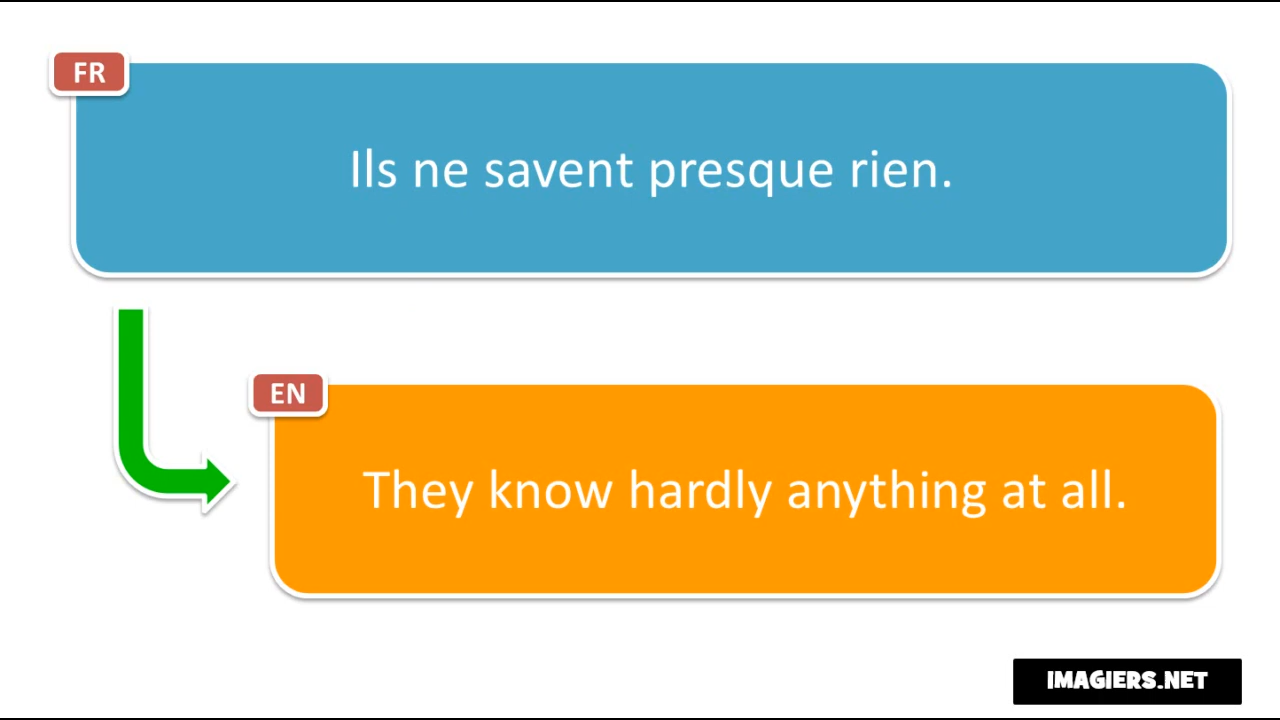 FR
Ils ne savent presque rien.
EN
They know hardly anything at all.
IMAGIERS.NET